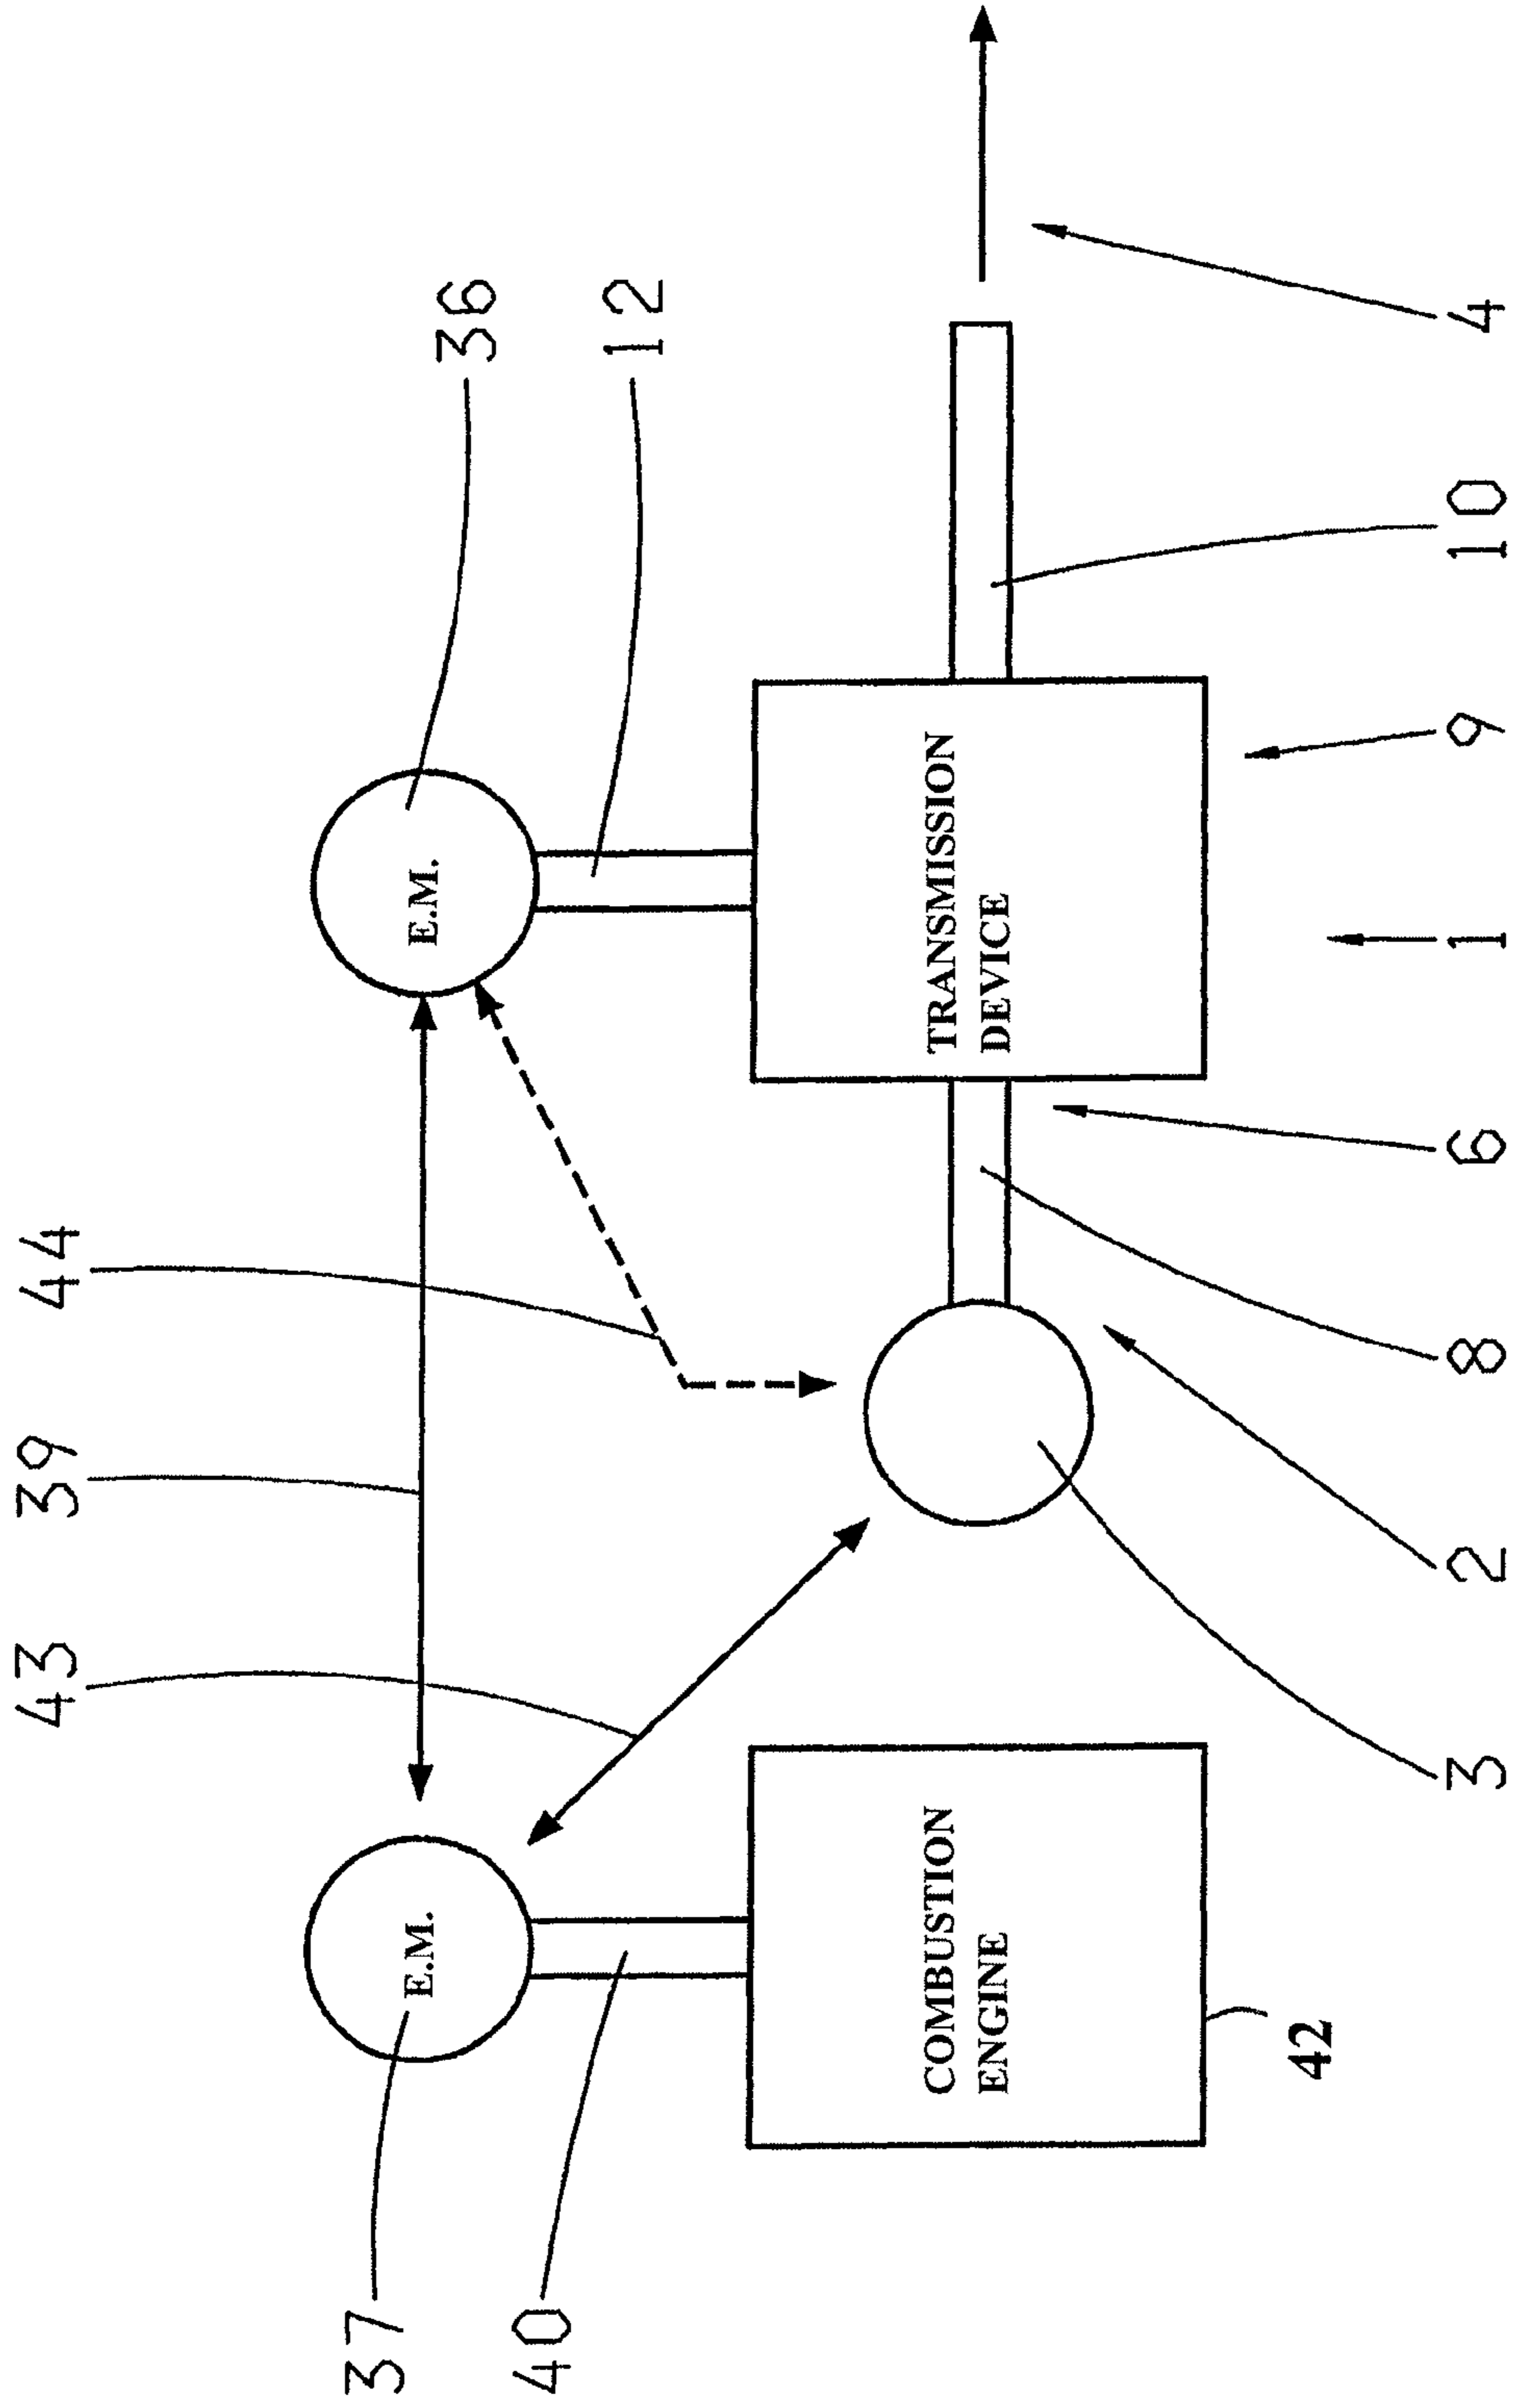 43
39
44
37
E.M.
E.M.
36
40
12
COMBUSTION
ENGINE
TRANSMISSION
DEVICE
42
3
2
8
6
1
9
10
4